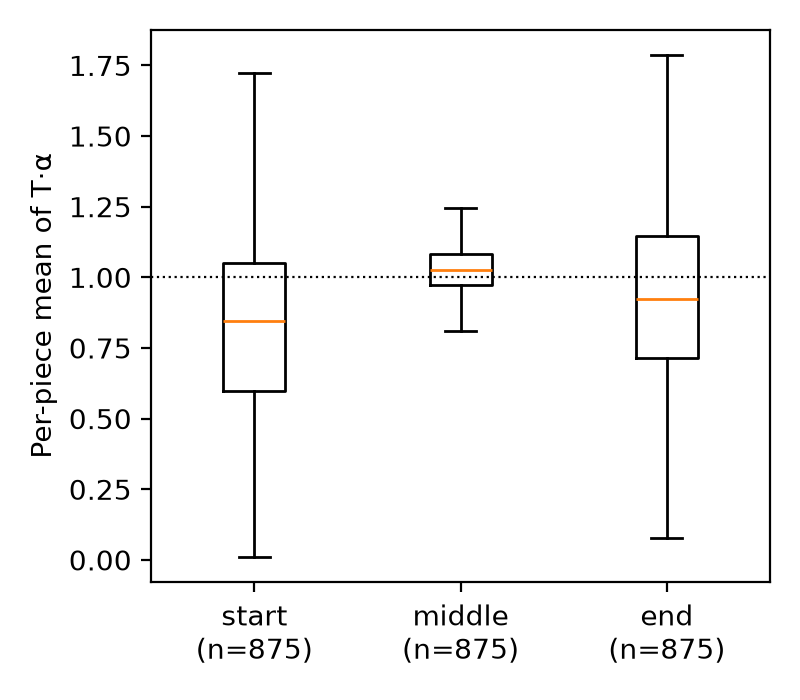 Per-piece mean of T·α
1.75
1.50
1.25
1.00
0.75
0.50
0.25
0.00
start
(n=875)
middle
(n=875)
end
(n=875)